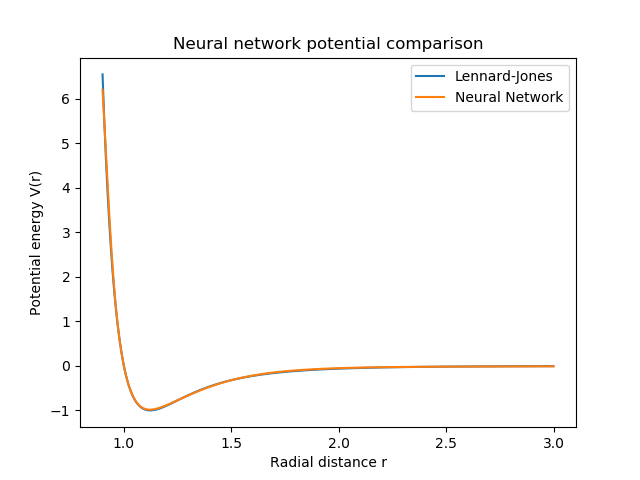 Neural network potential comparison
Lennard-Jones
Neural Network
Potential energy V(r)
6
5
4
3
2
1
0
−1
1.0 1.5 2.0 2.5 3.0
Radial distance r